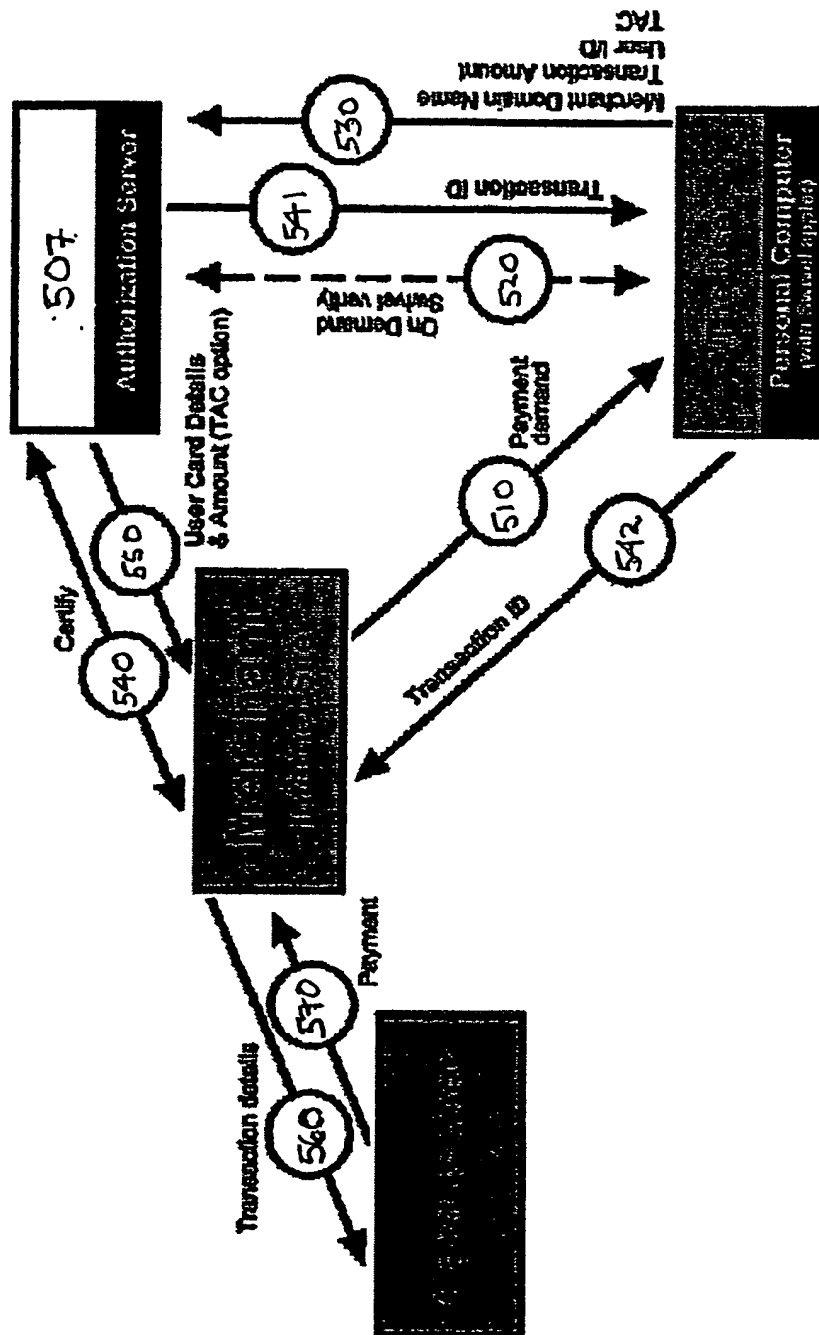 :507
Authorization Server
540
Certify
550
User Card Details
& Amount (TAC option)
530
Merchant Domain Name
Transaction Amount
User I/D
TAC
541
Transaction ID
520
On Demand
Swivel verify
510
Payment
demand
542
Transaction ID
Merchant
Personal Computer
(with Swivel applet)
560
Transaction details
570
Payment